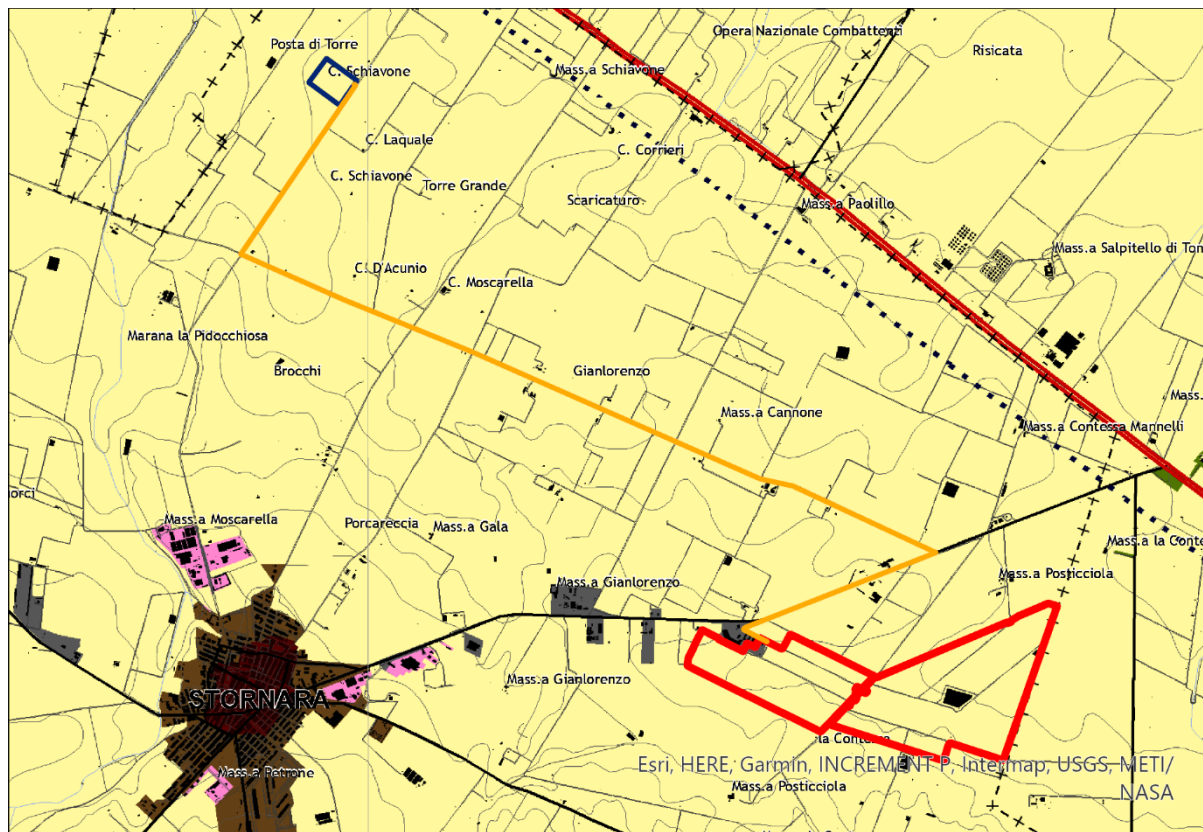 Opera Nazionale Combattenti
Posta di Torre
Risicata
C. Schiavone
Mass.a Schiavone
C. Laquale
C. Corrieri
C. Schiavone
Torre Grande
Scaricaturo
Mass.a Paolillo
Mass.a Salpitello di Ton
C. D'Acunio
C. Moscarella
Marana la Pidocchiosa
Brocchi
Gianlorenzo
Mass.
Mass.a Cannone
Mass.a Contessa Mannelli
orci
Mass.a Moscarella
Porcareccia
Mass.a Gala
Mass.a la Conte
Mass.a Gianlorenzo
Mass.a Posticciola
Mass.a Gianlorenzo
STORNARA
la Contessa
Mass.a Petrone
Esri, HERE, Garmin, INCREMENT P, Intermap, USGS, METI/
NASA
Mass.a Posticciola